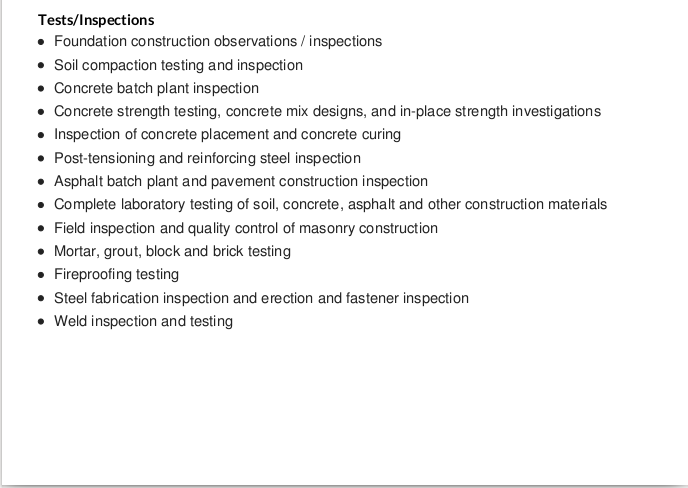 Tests/Inspections
• Foundation construction observations / inspections
• Soil compaction testing and inspection
• Concrete batch plant inspection
• Concrete strength testing, concrete mix designs, and in-place strength investigations
• Inspection of concrete placement and concrete curing
• Post-tensioning and reinforcing steel inspection
• Asphalt batch plant and pavement construction inspection
• Complete laboratory testing of soil, concrete, asphalt and other construction materials
• Field inspection and quality control of masonry construction
• Mortar, grout, block and brick testing
• Fireproofing testing
• Steel fabrication inspection and erection and fastener inspection
• Weld inspection and testing